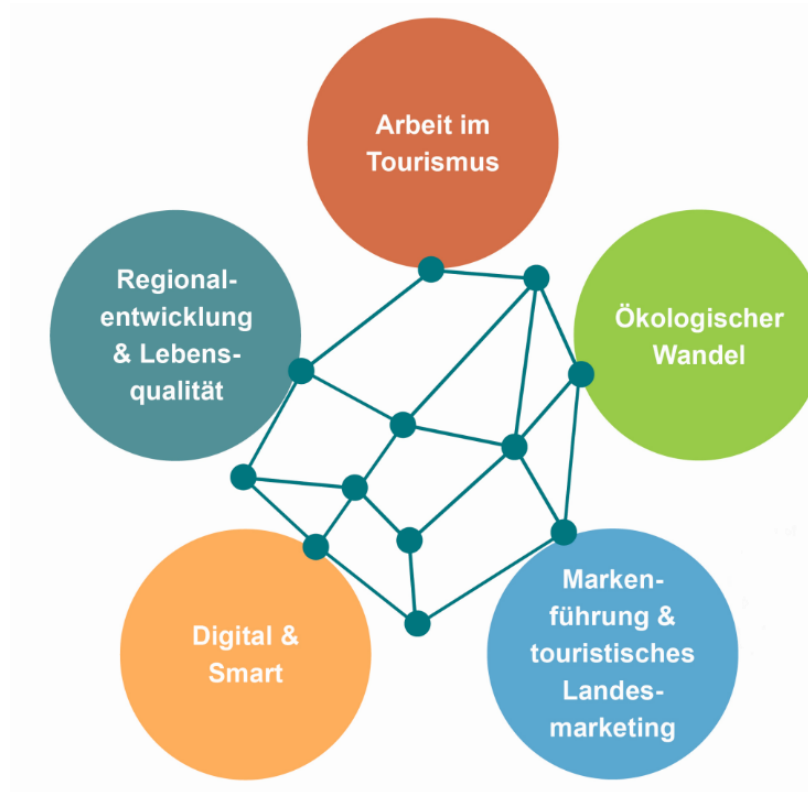 Arbeit im
Tourismus
Regional-
entwicklung
& Lebens-
qualität
Ökologischer
Wandel
Digital &
Smart
Marken-
führung &
touristisches
Landes-
marketing